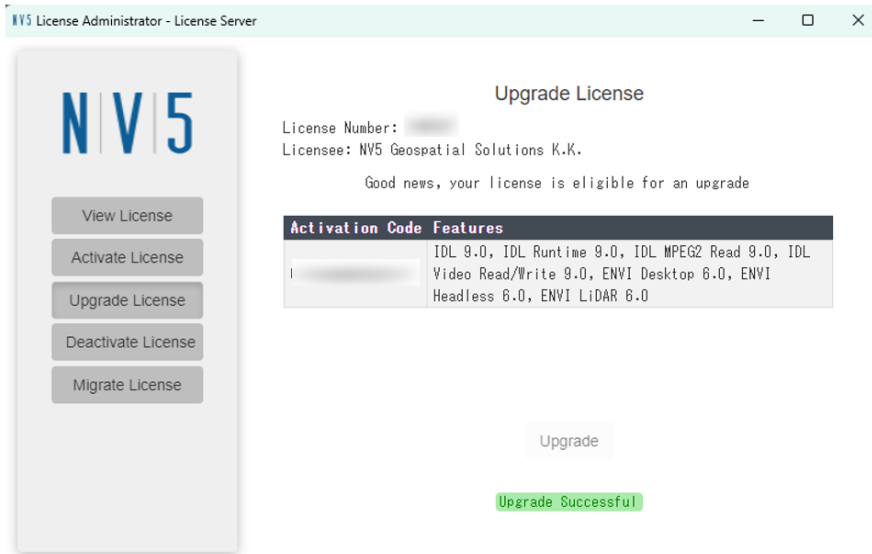 NV5 License Administrator - License Server
NV5
View License
Activate License
Upgrade License
Deactivate License
Migrate License
Upgrade License
License Number:
Licensee: NV5 Geospatial Solutions K.K.
Good news, your license is eligible for an upgrade
Activation Code Features
IDL 9.0, IDL Runtime 9.0, IDL MPEG2 Read 9.0, IDL
Video Read/Write 9.0, ENVI Desktop 6.0, ENVI
Headless 6.0, ENVI LiDAR 6.0
Upgrade
Upgrade Successful